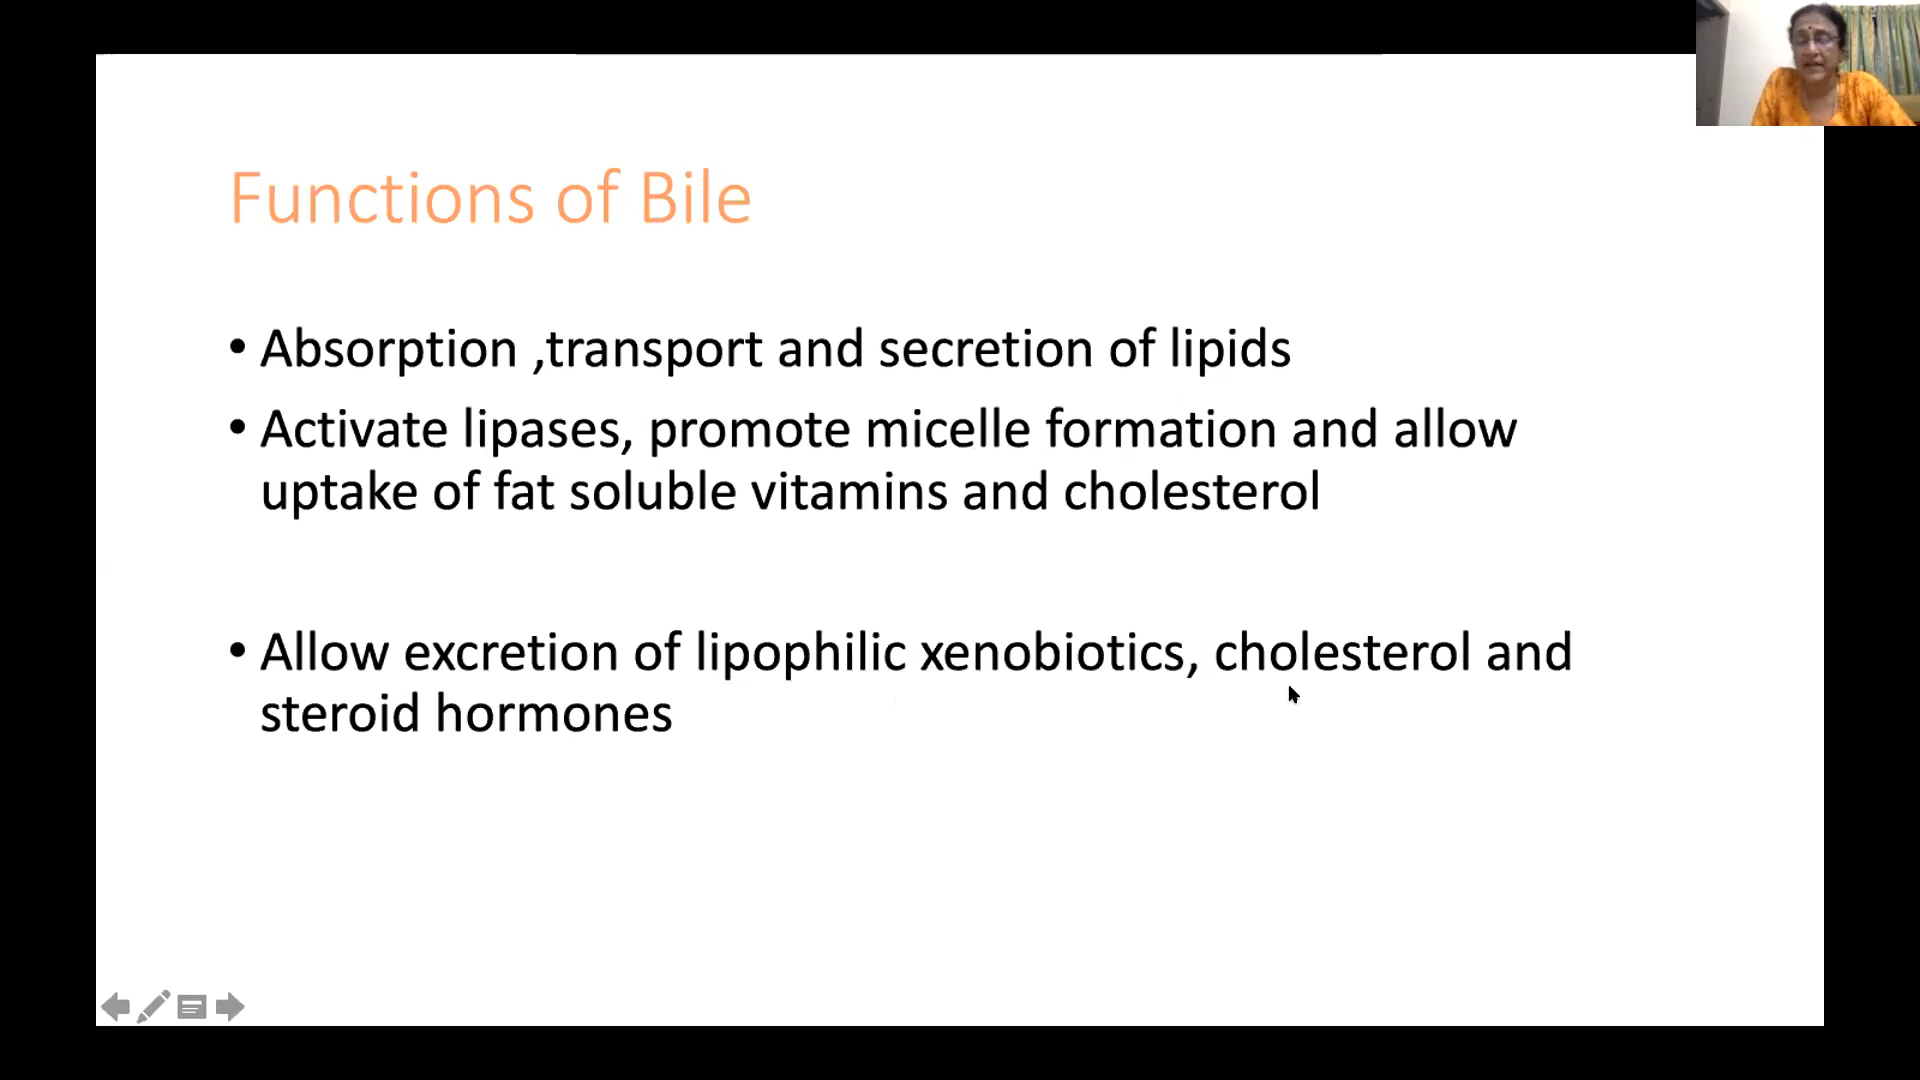 Functions of Bile
• Absorption ,transport and secretion of lipids
• Activate lipases, promote micelle formation and allow
uptake of fat soluble vitamins and cholesterol
• Allow excretion of lipophilic xenobiotics, cholesterol and
steroid hormones